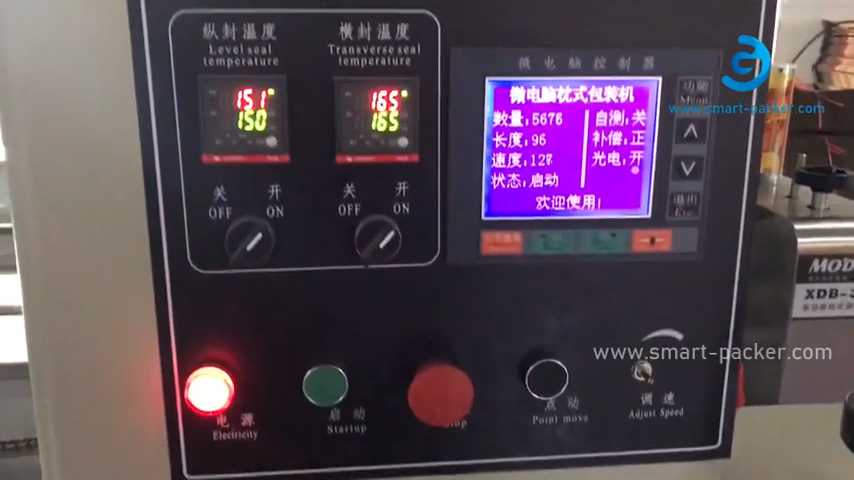 纵封温度
Level seal
temperature
横封温度
Transverse seal
temperature
151
150
165
165
关 开
OFF ON
关 开
OFF ON
微电脑控制器
微电脑枕式包装机
数量:5675 自测:关
长度:96 补偿:正
速度:127 光电:开
状态:启动
欢迎使用!
功能
Menu
退出
Esc
www.smart-packer.com
www.smart-packer.com
电源
Eleciricity
启动
Startup
点动
Point move
调速
Adjust Speed
MOD
XDB-